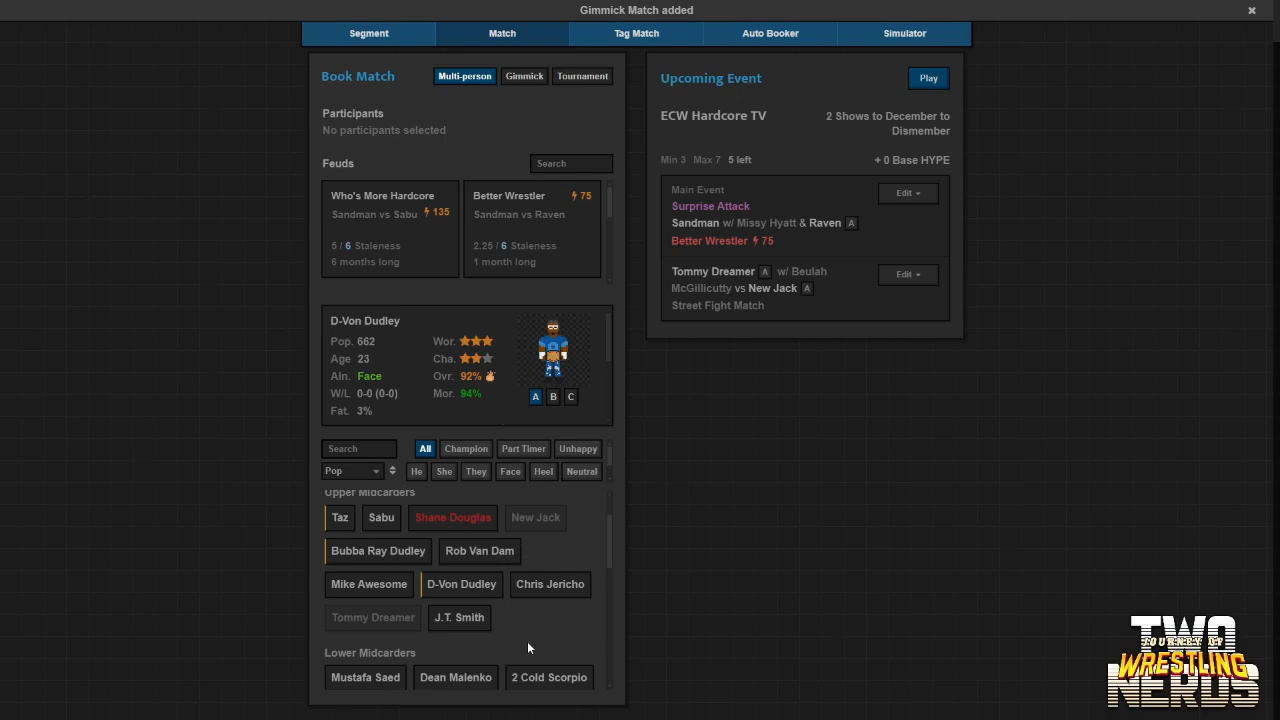 Gimmick Match added
Segment
Match
Tag Match
Auto Booker
Simulator
Book Match
Multi-person
Gimmick
Tournament
Participants
No participants selected
Feuds
Search
Who's More Hardcore
Sandman vs Sabu 135
5 / 6 Staleness
6 months long
Better Wrestler 75
Sandman vs Raven
2.25 / 6 Staleness
1 month long
D-Von Dudley
Pop. 662
Age 23
Aln. Face
W/L 0-0 (0-0)
Fat. 3%
Wor.
Cha.
Ovr. 92%
Mor. 94%
A B C
Search
All
Champion
Part Timer
Unhappy
Pop
He
She
They
Face
Heel
Neutral
Upper Midcarders
Taz
Sabu
Shane Douglas
New Jack
Bubba Ray Dudley
Rob Van Dam
Mike Awesome
D-Von Dudley
Chris Jericho
Tommy Dreamer
J.T. Smith
Lower Midcarders
Mustafa Saed
Dean Malenko
2 Cold Scorpio
Upcoming Event
Play
ECW Hardcore TV
2 Shows to December to
Dismember
Min 3 Max 7 5 left
+ 0 Base HYPE
Main Event
Edit
Surprise Attack
Sandman w/ Missy Hyatt & Raven A
Better Wrestler 75
Tommy Dreamer A w/ Beulah
Edit
McGillicutty vs New Jack A
Street Fight Match
TWO
JOURNEY OF
WRESTLING
NERDS